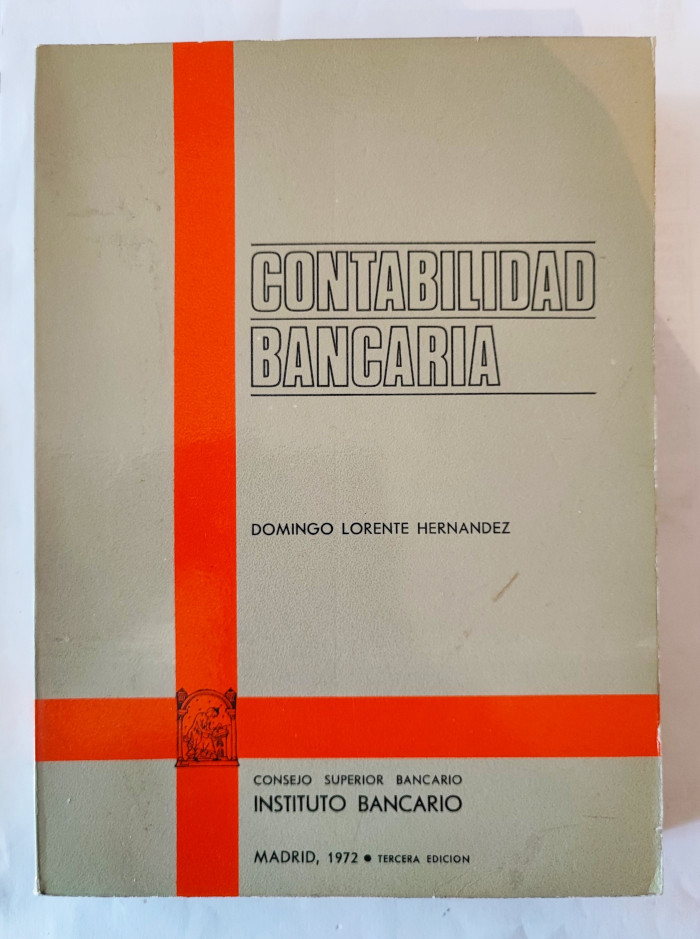 CONTABILIDAD
BANCARIA
DOMINGO LORENTE HERNANDEZ
CONSEJO SUPERIOR BANCARIO
INSTITUTO BANCARIO
MADRID, 1972 • TERCERA EDICION